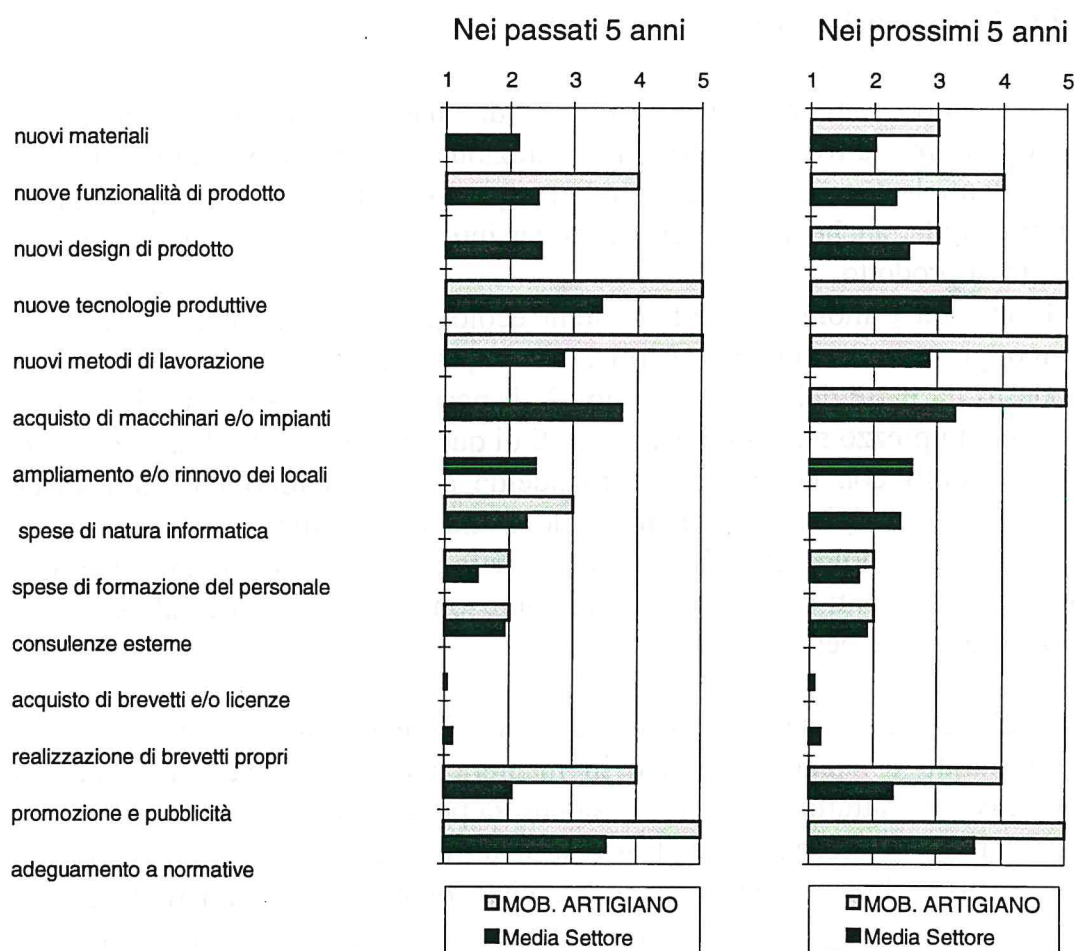 Nei passati 5 anni
Nei prossimi 5 anni
1 2 3 4 5
1 2 3 4 5
nuovi materiali
nuove funzionalità di prodotto
nuovi design di prodotto
nuove tecnologie produttive
nuovi metodi di lavorazione
acquisto di macchinari e/o impianti
ampliamento e/o rinnovo dei locali
spese di natura informatica
spese di formazione del personale
consulenze esterne
acquisto di brevetti e/o licenze
realizzazione di brevetti propri
promozione e pubblicità
adeguamento a normative
MOB. ARTIGIANO
Media Settore
MOB. ARTIGIANO
Media Settore